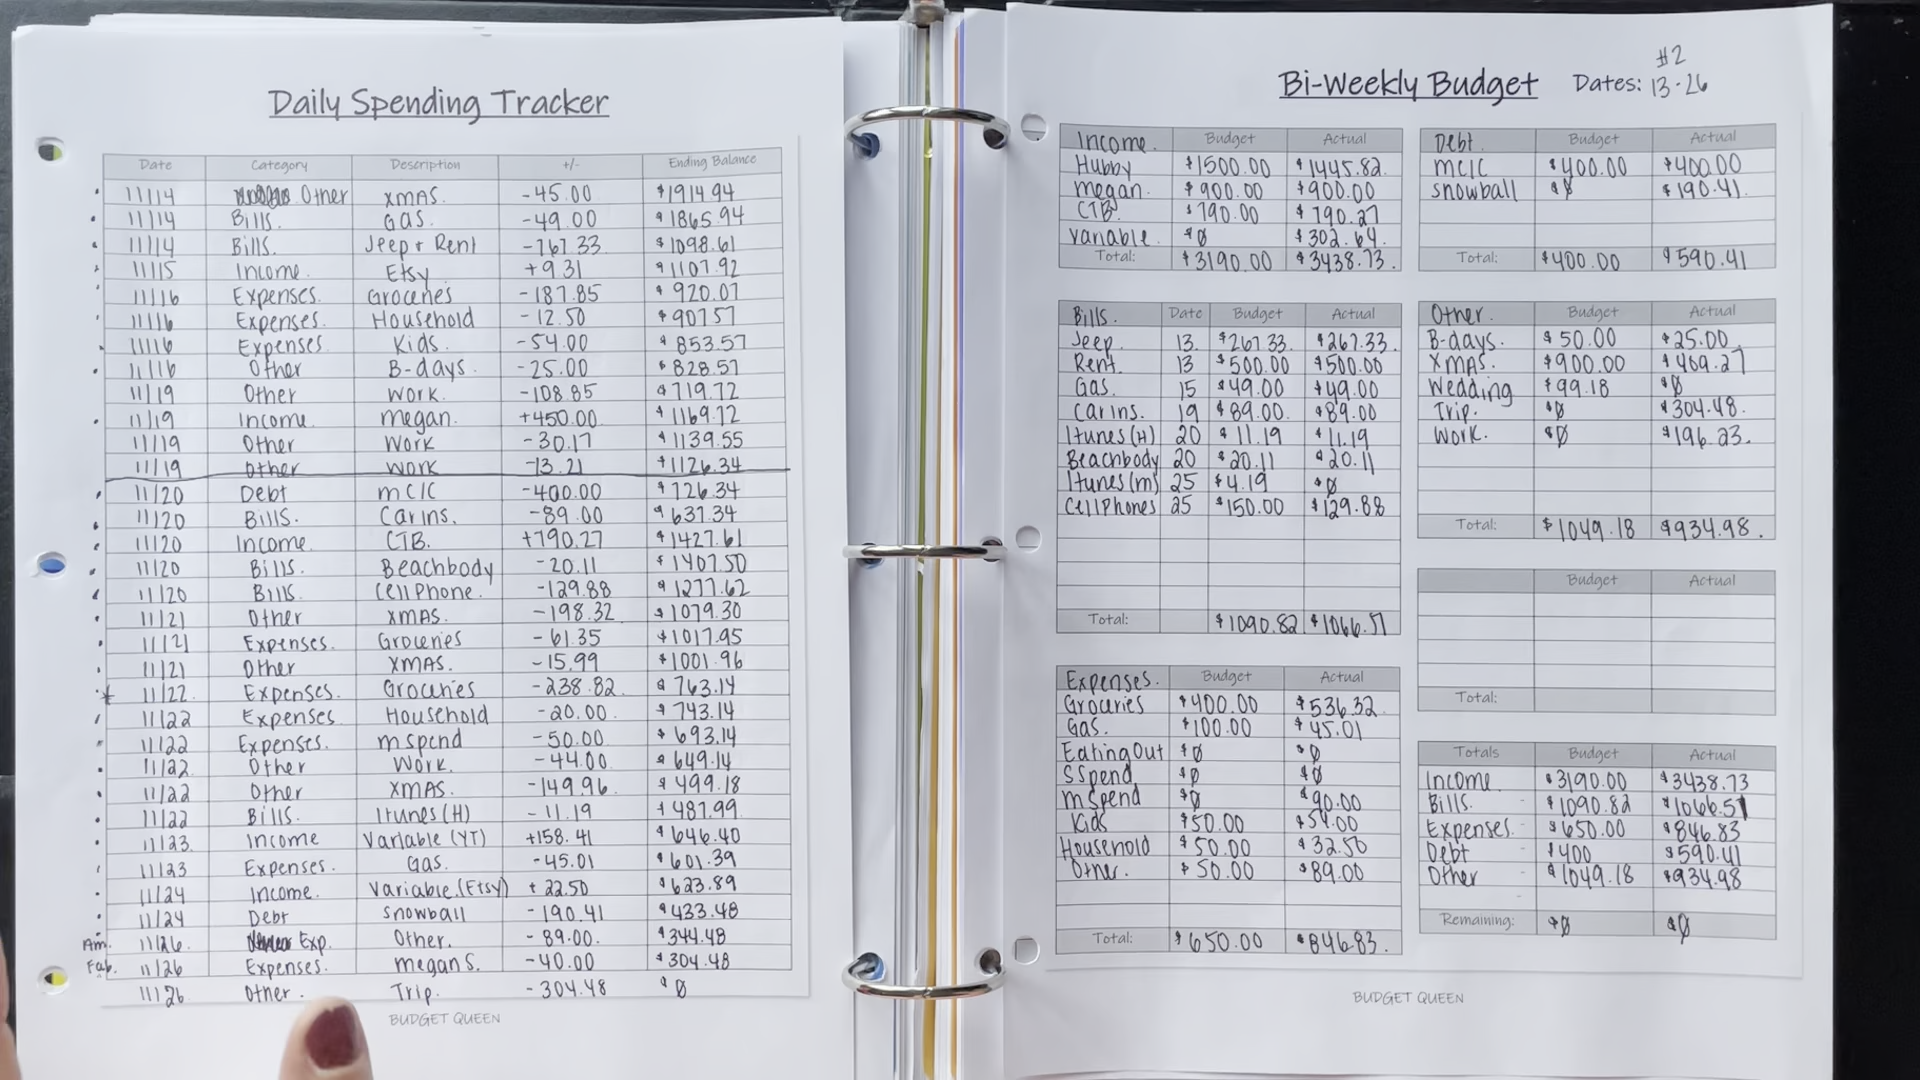 Daily Spending Tracker
Date Category Description +/- Ending Balance
11/14 Other XMAS. -45.00 $1914.94
11/14 Bills. Gas. -49.00 $1865.94
11/14 Bills. Jeep + Rent -767.33 $1098.61
11/15 Income. Etsy +9.31 $1107.92
11/16 Expenses. Groceries -187.85 $920.07
11/16 Expenses. Household -12.50 $907.57
11/16 Expenses Kids. -54.00 $853.57
11/16 Other B-days. -25.00 $828.57
11/19 Other Work. -108.85 $719.72
11/19 Income. megan. +450.00 $1169.72
11/19 Other Work -30.17 $1139.55
11/19 Other Work -13.21 $1126.34
11/20 Debt mCIC -400.00 $726.34
11/20 Bills. Car Ins. -89.00 $637.34
11/20 Income. CTB. +790.27 $1427.61
11/20 Bills. Beachbody -20.11 $1407.50
11/20 Bills. Cell Phone. -129.88 $1277.62
11/21 Other XMAS. -198.32 $1079.30
11/21 Expenses. Groceries -61.35 $1017.95
11/21 Other XMAS. -15.99 $1001.96
* 11/22. Expenses. Groceries -238.82. $763.14
11/22 Expenses Household -20.00. $743.14
11/22 Expenses. mspend -50.00 $693.14
11/22 Other Work. -44.00 $649.14
11/22 Other XMAS. -149.96. $499.18
11/22 Bills. Itunes (H) -11.19 $487.99
11/23. Income Variable (YT) +158.41 $646.40
11/23 Expenses. Gas. -45.01 $601.39
11/24 Income. Variable (Etsy) +22.50 $623.89
11/24 Debt Snowball -190.41 $433.48
Am. 11/26. Exp. Other. -89.00. $344.48
Fab. 11/26 Expenses. megan S. -40.00 $304.48
11/26 Other. Trip. -304.48 $0
BUDGET QUEEN
#2
Bi-Weekly Budget Dates: 13-26
Income. Budget Actual
Hubby $1500.00 $1445.82.
megan. $900.00 $900.00
CTB. $790.00 $790.27
variable. $0 $302.64.
Total: $3190.00 $3438.73.
Bills. Date Budget Actual
Jeep. 13. $267.33. $267.33.
Rent. 13 $500.00 $500.00
Gas. 15 $49.00 $49.00
Car Ins. 19 $89.00. $89.00
Itunes (H) 20 $11.19 $11.19
Beachbody 20 $20.11 $20.11
Itunes (m) 25 $4.19 $0
Cell Phones 25 $150.00 $129.88
Total: $1090.82 $1066.51
Expenses. Budget Actual
Groceries $400.00 $536.32
Gas. $100.00 $45.01
Eating Out $0 $0
S Spend $0 $0
m Spend $0 $90.00
Kids $50.00 $54.00
Household $50.00 $32.50
Other. $50.00 $89.00
Total: $650.00 $846.83.
Debt. Budget Actual
mCIC $400.00 $400.00
snowball $0 $190.41.
Total: $400.00 $590.41
Other. Budget Actual
B-days. $50.00 $25.00
XMAS. $900.00 $409.27
Wedding $99.18 $0
Trip. $0 $304.48.
Work. $0 $196.23.
Total: $1049.18 $934.98.
Budget Actual
Total:
Totals Budget Actual
Income $3190.00 $3438.73
Bills. - $1090.82 $1066.51
Expenses. - $650.00 $846.83
Debt - $400 $590.41
Other - $1049.18 $934.98
-
Remaining: $0 $0
BUDGET QUEEN